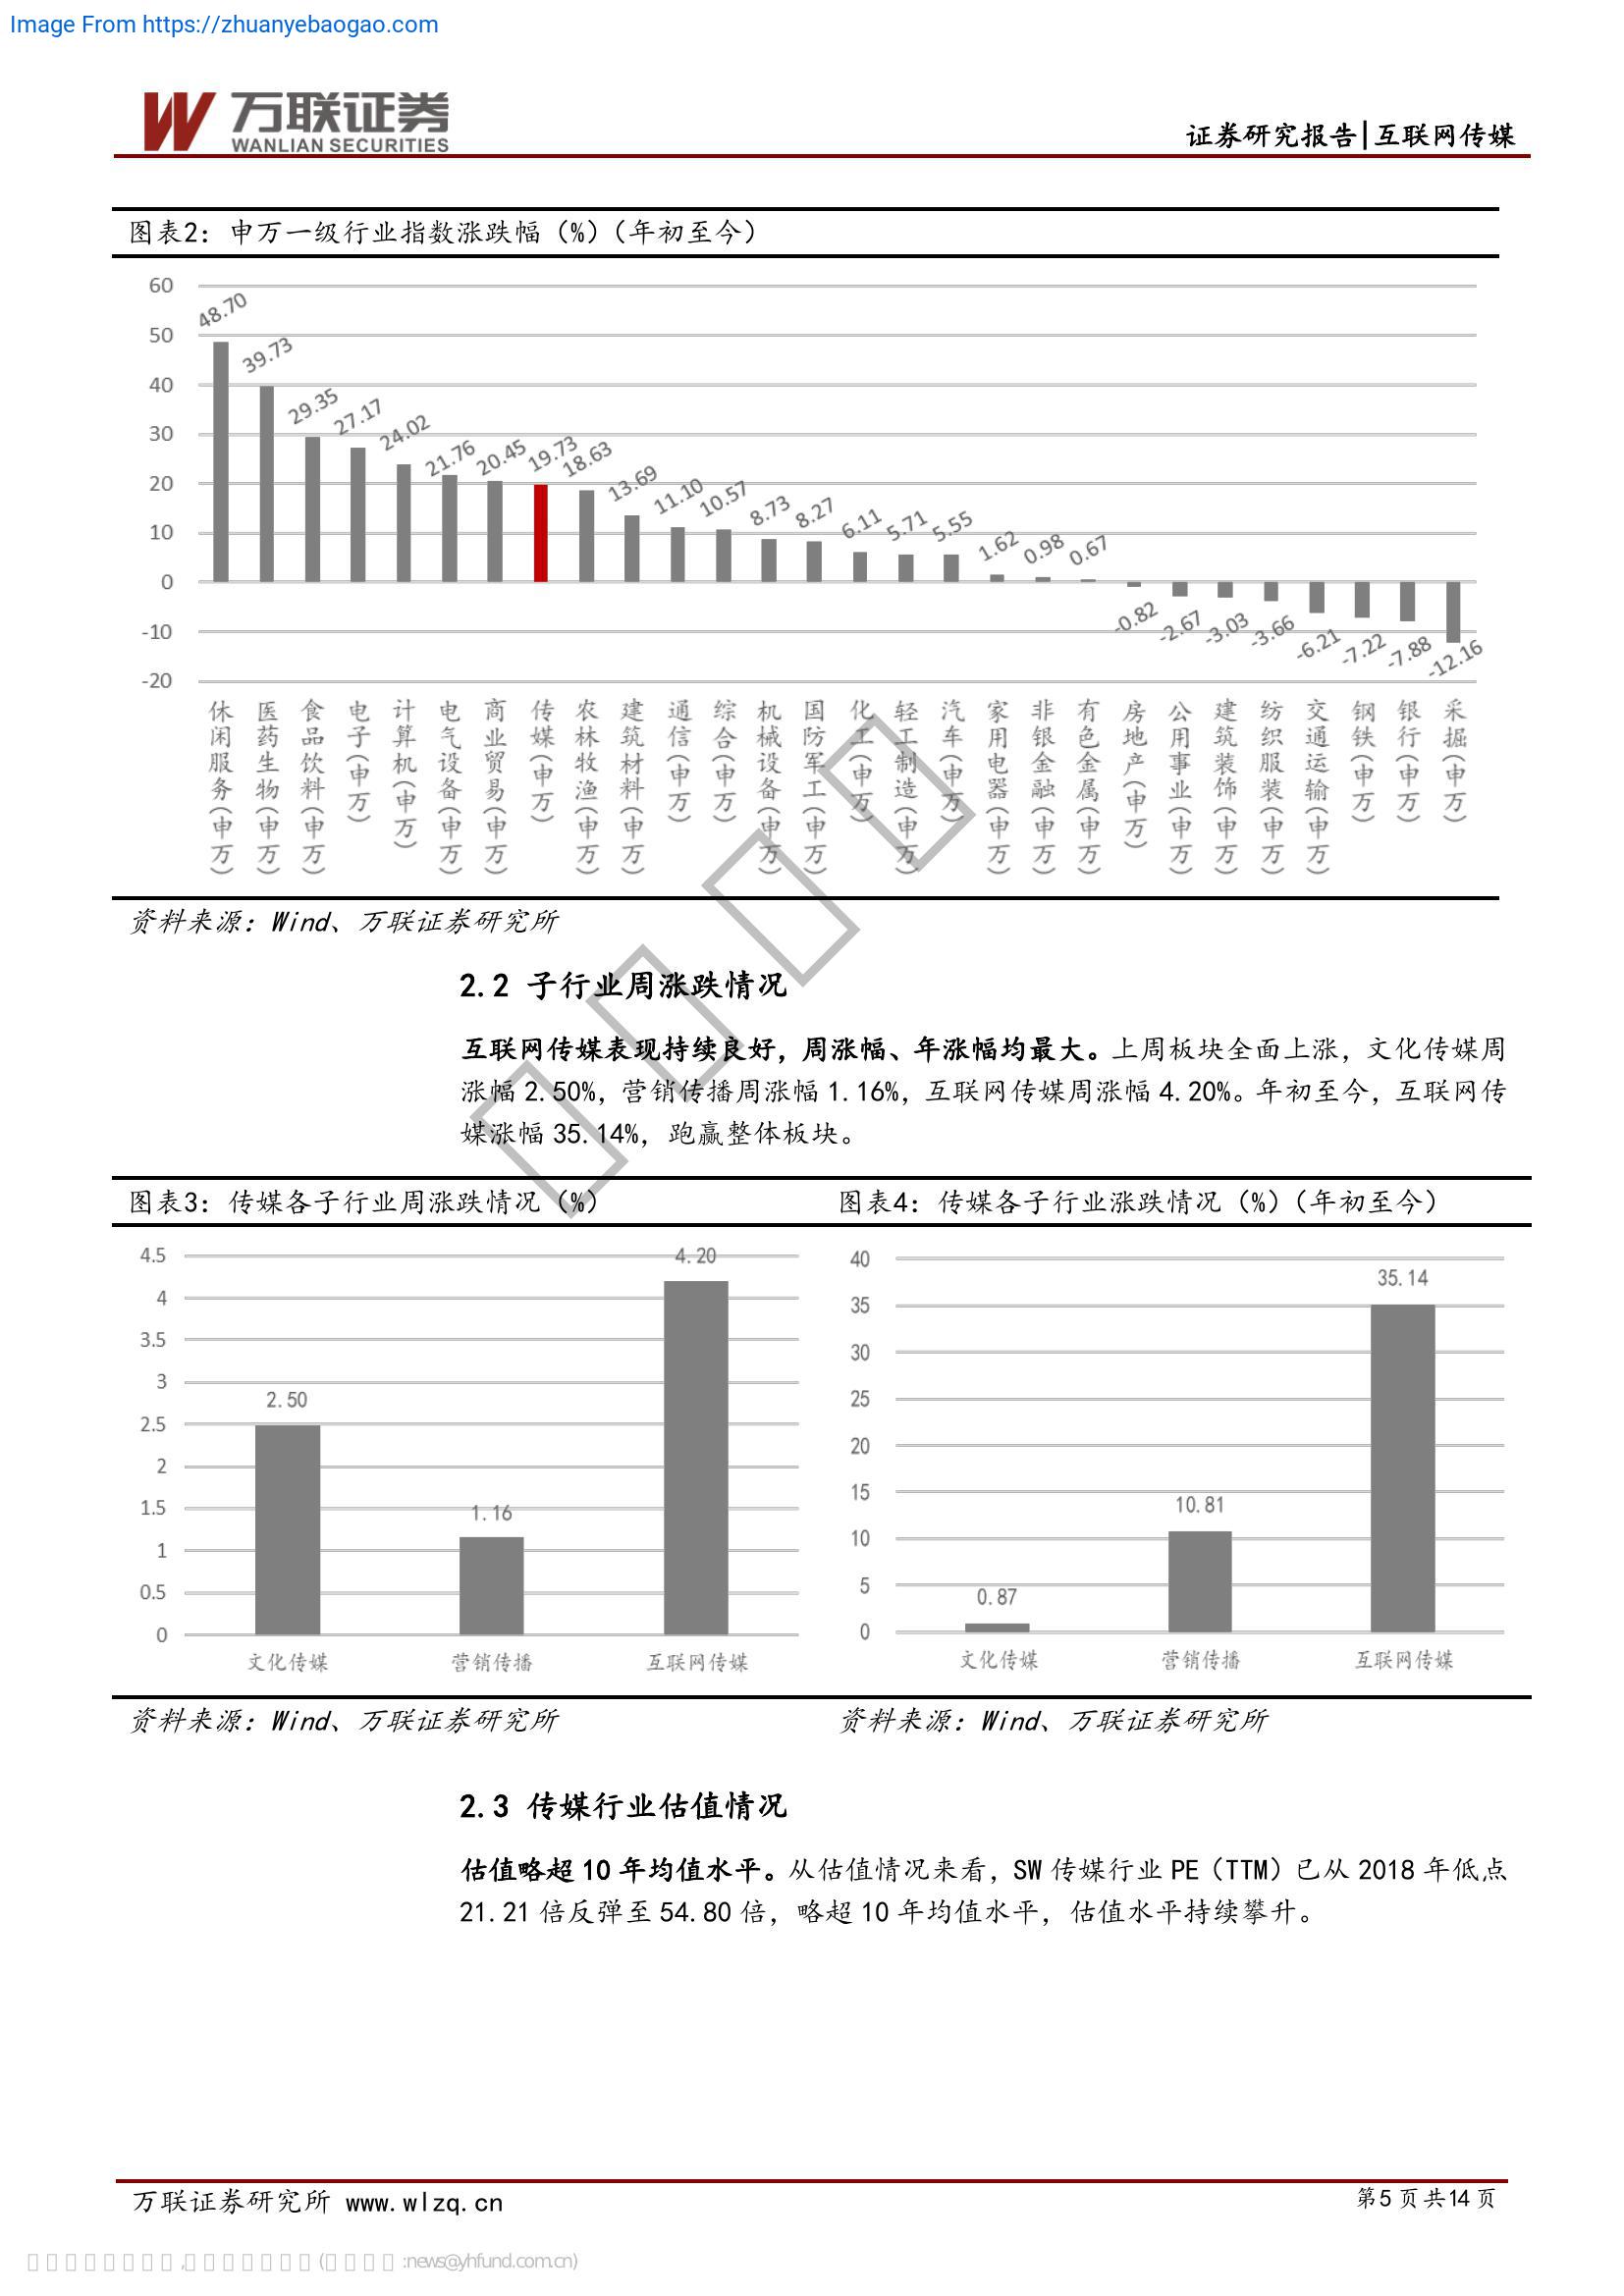 Image From https://zhuanyebaogao.com
万联证券
WANLIAN SECURITIES
证券研究报告|互联网传媒
图表2：申万一级行业指数涨跌幅（%）（年初至今）
60
50
40
30
20
10
0
-10
-20
48.70
39.73
29.35
27.17
24.02
21.76
20.45
19.73
18.63
13.69
11.10
10.57
8.73
8.27
6.11
5.71
5.55
1.62
0.98
0.67
-0.82
-2.67
-3.03
-3.66
-6.21
-7.22
-7.88
-12.16
休闲服务(申万)
医药生物(申万)
食品饮料(申万)
电子(申万)
计算机(申万)
电气设备(申万)
商业贸易(申万)
传媒(申万)
农林牧渔(申万)
建筑材料(申万)
通信(申万)
综合(申万)
机械设备(申万)
国防军工(申万)
化工(申万)
轻工制造(申万)
汽车(申万)
家用电器(申万)
非银金融(申万)
有色金属(申万)
房地产(申万)
公用事业(申万)
建筑装饰(申万)
纺织服装(申万)
交通运输(申万)
钢铁(申万)
银行(申万)
采掘(申万)
资料来源：Wind、万联证券研究所
2.2 子行业周涨跌情况
互联网传媒表现持续良好，周涨幅、年涨幅均最大。上周板块全面上涨，文化传媒周
涨幅 2.50%，营销传播周涨幅 1.16%，互联网传媒周涨幅 4.20%。年初至今，互联网传
媒涨幅 35.14%，跑赢整体板块。
图表3：传媒各子行业周涨跌情况（%）
4.5
4
3.5
3
2.5
2
1.5
1
0.5
0
2.50
1.16
4.20
文化传媒
营销传播
互联网传媒
资料来源：Wind、万联证券研究所
图表4：传媒各子行业涨跌情况（%）（年初至今）
40
35
30
25
20
15
10
5
0
0.87
10.81
35.14
文化传媒
营销传播
互联网传媒
资料来源：Wind、万联证券研究所
2.3 传媒行业估值情况
估值略超 10 年均值水平。从估值情况来看，SW 传媒行业 PE（TTM）已从 2018 年低点
21.21 倍反弹至 54.80 倍，略超 10 年均值水平，估值水平持续攀升。
万联证券研究所 www.wlzq.cn
第5 页 共14 页
:news@yhfund.com.cn)